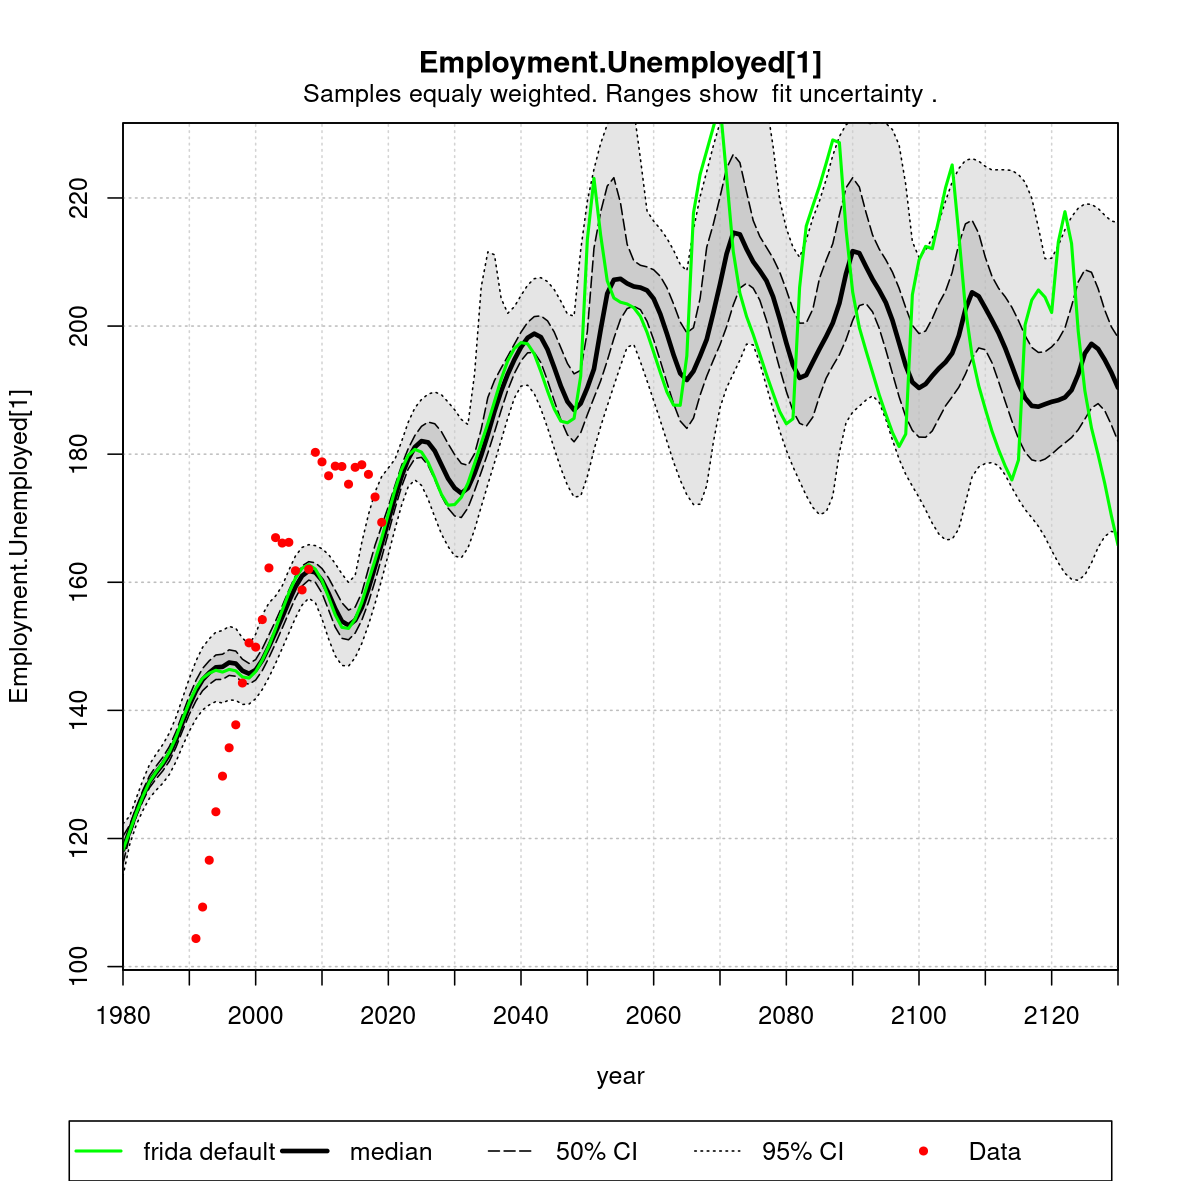 Employment.Unemployed[1]
Samples equaly weighted. Ranges show  fit uncertainty .
Employment.Unemployed[1]
220
200
180
160
140
120
100
1980 2000 2020 2040 2060 2080 2100 2120
year
frida default median 50% CI 95% CI Data